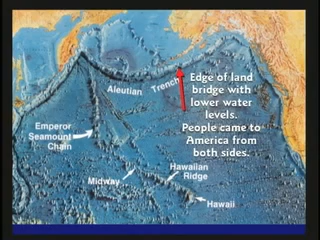 Aleutian Trench
Edge of land
bridge with
lower water
levels.
People came to
America from
both sides.
Emperor
Seamount
Chain
Midway
Hawaiian
Ridge
Hawaii